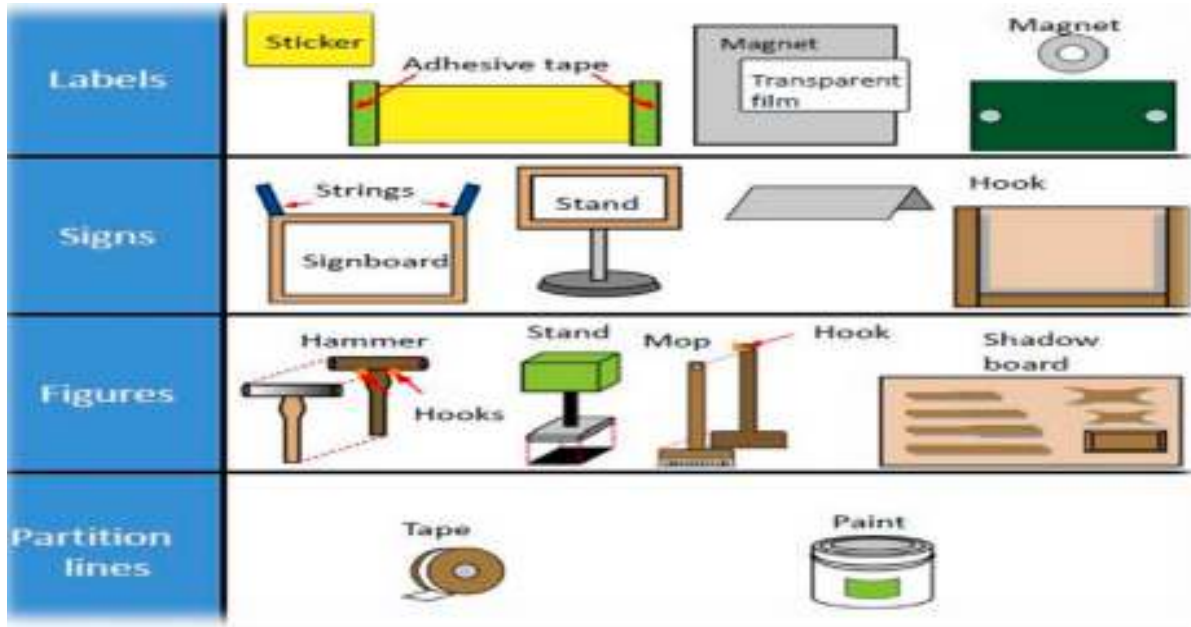 Labels
Sticker
Adhesive tape
Magnet
Transparent
film
Magnet
Signs
Strings
Signboard
Stand
Hook
Figures
Hammer
Hooks
Stand
Mop
Hook
Shadow
board
Partition
lines
Tape
Paint